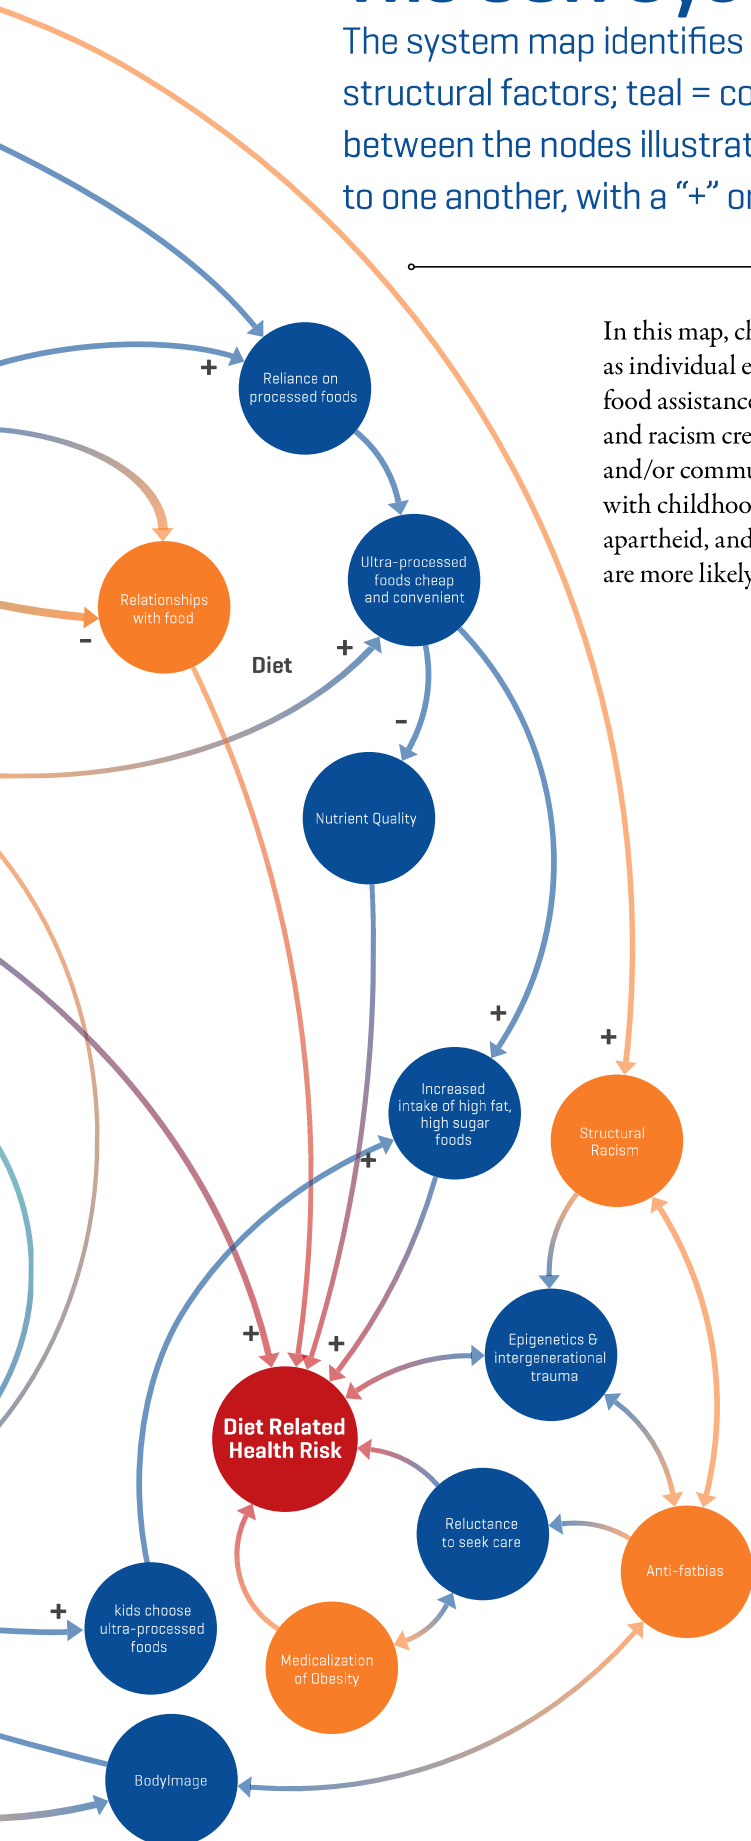 The system map identifies
structural factors; teal = co
between the nodes illustrat
to one another, with a “+” or
In this map, ch
as individual e
food assistance
and racism cre
and/or commu
with childhoo
apartheid, and
are more likely
Reliance on
processed foods
+
Ultra-processed
foods cheap
and convenient
Relationships
with food
-
Diet
+
-
Nutrient Quality
+
+
Increased
intake of high fat,
high sugar
foods
+
Structural
Racism
Epigenetics &
intergenerational
trauma
+
+
Diet Related
Health Risk
Reluctance
to seek care
Anti-fatbias
kids choose
ultra-processed
foods
+
Medicalization
of Obesity
BodyImage